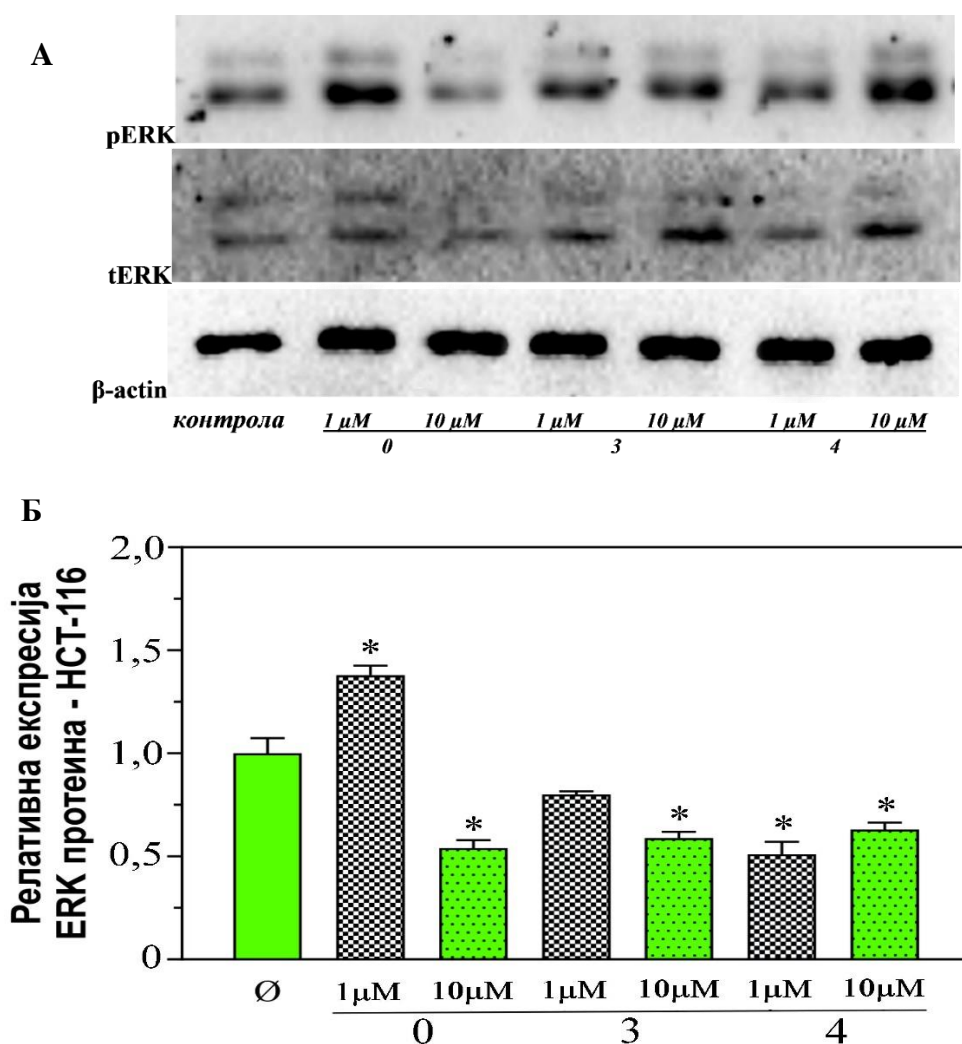 А
pERK
tERK
β-actin
контрола 1 μM 10 μM 1 μM 10 μM 1 μM 10 μM
0 3 4
Б
Релативна експресија
ERK протеина - HCT-116
2,0
1,5
1,0
0,5
0
* * * * *
Ø 1μM 10μM 1μM 10μM 1μM 10μM
0 3 4